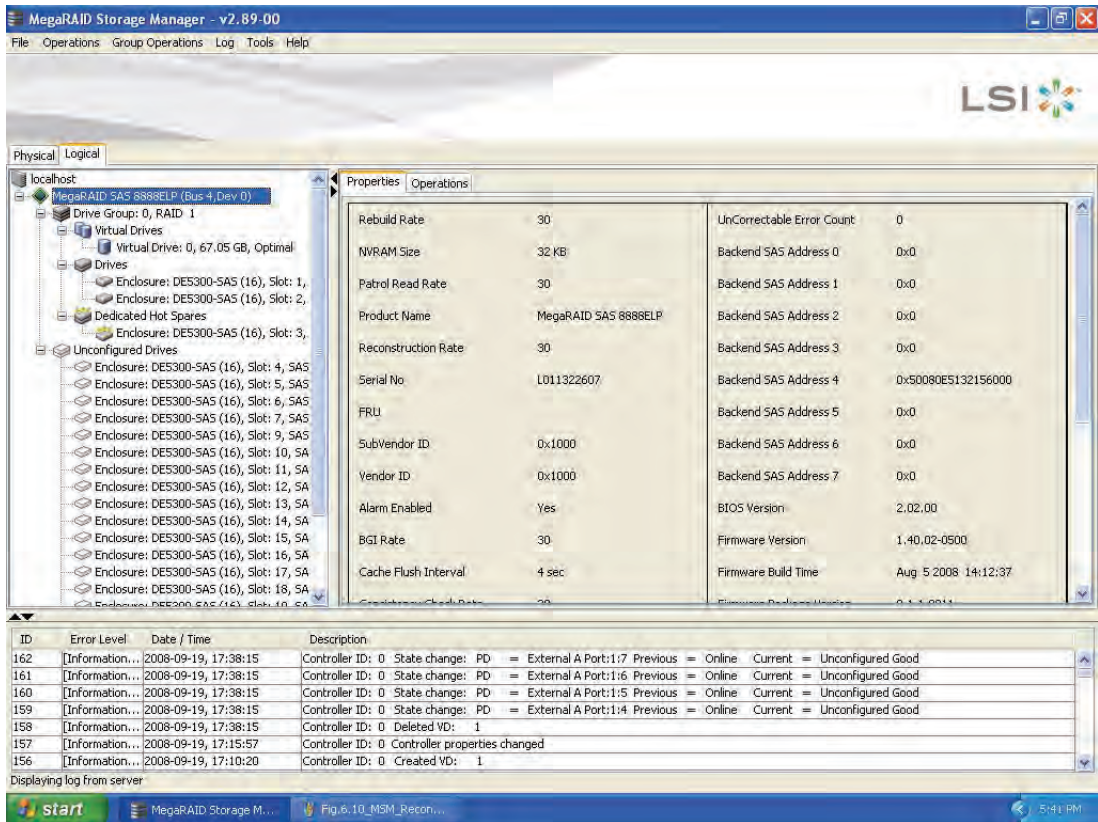 MegaRAID Storage Manager - v2.89-00
File Operations Group Operations Log Tools Help
LSI
Physical Logical
localhost
MegaRAID SAS 8888ELP (Bus 4,Dev 0)
Drive Group: 0, RAID 1
Virtual Drives
Virtual Drive: 0, 67.05 GB, Optimal
Drives
Enclosure: DE5300-SAS (16), Slot: 1,
Enclosure: DE5300-SAS (16), Slot: 2,
Dedicated Hot Spares
Enclosure: DE5300-SAS (16), Slot: 3,
Unconfigured Drives
Enclosure: DE5300-SAS (16), Slot: 4, SAS
Enclosure: DE5300-SAS (16), Slot: 5, SAS
Enclosure: DE5300-SAS (16), Slot: 6, SAS
Enclosure: DE5300-SAS (16), Slot: 7, SAS
Enclosure: DE5300-SAS (16), Slot: 9, SAS
Enclosure: DE5300-SAS (16), Slot: 10, SA
Enclosure: DE5300-SAS (16), Slot: 11, SA
Enclosure: DE5300-SAS (16), Slot: 12, SA
Enclosure: DE5300-SAS (16), Slot: 13, SA
Enclosure: DE5300-SAS (16), Slot: 14, SA
Enclosure: DE5300-SAS (16), Slot: 15, SA
Enclosure: DE5300-SAS (16), Slot: 16, SA
Enclosure: DE5300-SAS (16), Slot: 17, SA
Enclosure: DE5300-SAS (16), Slot: 18, SA
Properties Operations
Rebuild Rate 30 UnCorrectable Error Count 0
NVRAM Size 32 KB Backend SAS Address 0 0x0
Patrol Read Rate 30 Backend SAS Address 1 0x0
Product Name MegaRAID SAS 8888ELP Backend SAS Address 2 0x0
Reconstruction Rate 30 Backend SAS Address 3 0x0
Serial No L011322607 Backend SAS Address 4 0x50080E5132156000
FRU Backend SAS Address 5 0x0
SubVendor ID 0x1000 Backend SAS Address 6 0x0
Vendor ID 0x1000 Backend SAS Address 7 0x0
Alarm Enabled Yes BIOS Version 2.02.00
BGI Rate 30 Firmware Version 1.40.02-0500
Cache Flush Interval 4 sec Firmware Build Time Aug 5 2008 14:12:37
ID Error Level Date / Time Description
162 [Information... 2008-09-19, 17:38:15 Controller ID: 0 State change: PD = External A Port:1:7 Previous = Online Current = Unconfigured Good
161 [Information... 2008-09-19, 17:38:15 Controller ID: 0 State change: PD = External A Port:1:6 Previous = Online Current = Unconfigured Good
160 [Information... 2008-09-19, 17:38:15 Controller ID: 0 State change: PD = External A Port:1:5 Previous = Online Current = Unconfigured Good
159 [Information... 2008-09-19, 17:38:15 Controller ID: 0 State change: PD = External A Port:1:4 Previous = Online Current = Unconfigured Good
158 [Information... 2008-09-19, 17:38:15 Controller ID: 0 Deleted VD: 1
157 [Information... 2008-09-19, 17:15:57 Controller ID: 0 Controller properties changed
156 [Information... 2008-09-19, 17:10:20 Controller ID: 0 Created VD: 1
Displaying log from server
start MegaRAID Storage M... Fig.6.10_MSM_Recon... 5:41 PM